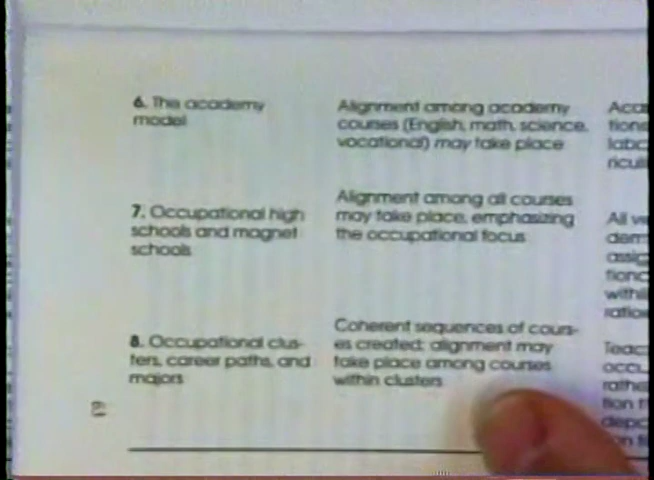 6. The academy
model
Alignment among academy
courses (English, math, science,
vocational) may take place
7. Occupational high
schools and magnet
schools
Alignment among all courses
may take place, emphasizing
the occupational focus
All
8. Occupational clus-
ters, career paths, and
majors
Coherent sequences of cours-
es created; alignment may
take place among courses
within clusters